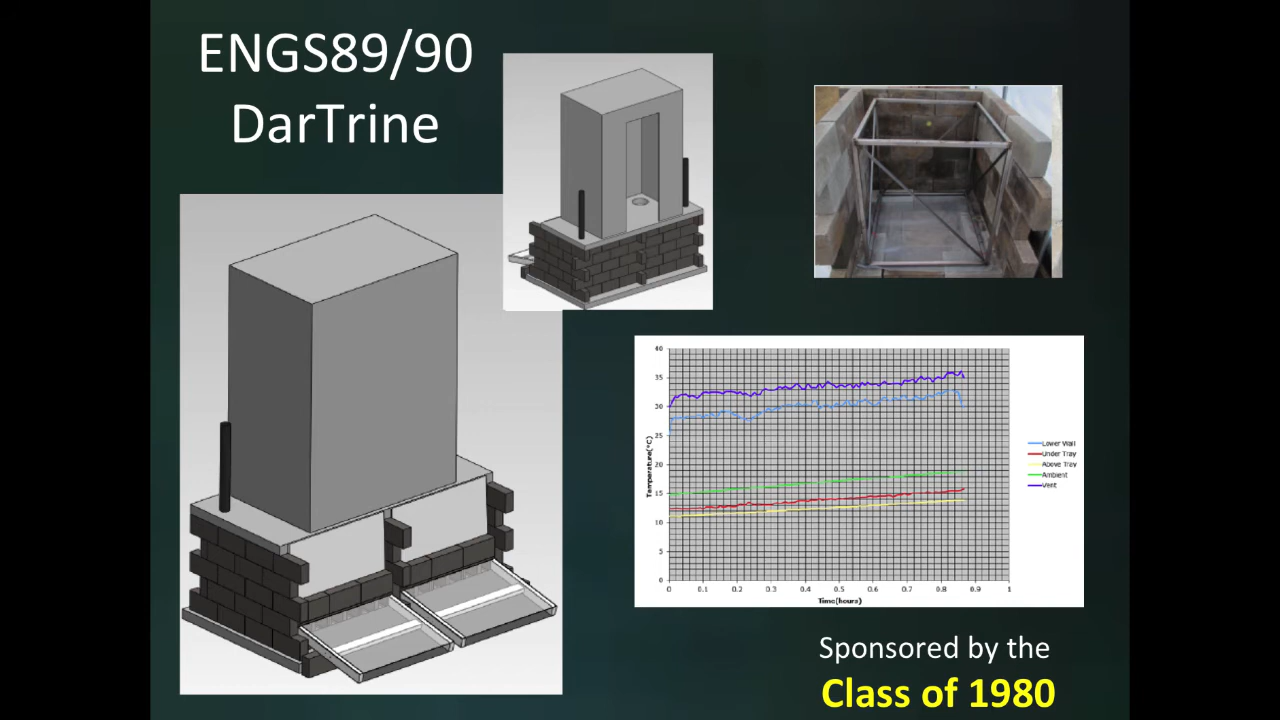 ENGS89/90
DarTrine
40
35
30
25
20
15
10
5
0
Temperature(°C)
0 0.1 0.2 0.3 0.4 0.5 0.6 0.7 0.8 0.9 1
Time(hours)
Lower Wall
Under Tray
Above Tray
Ambient
Vent
Sponsored by the
Class of 1980